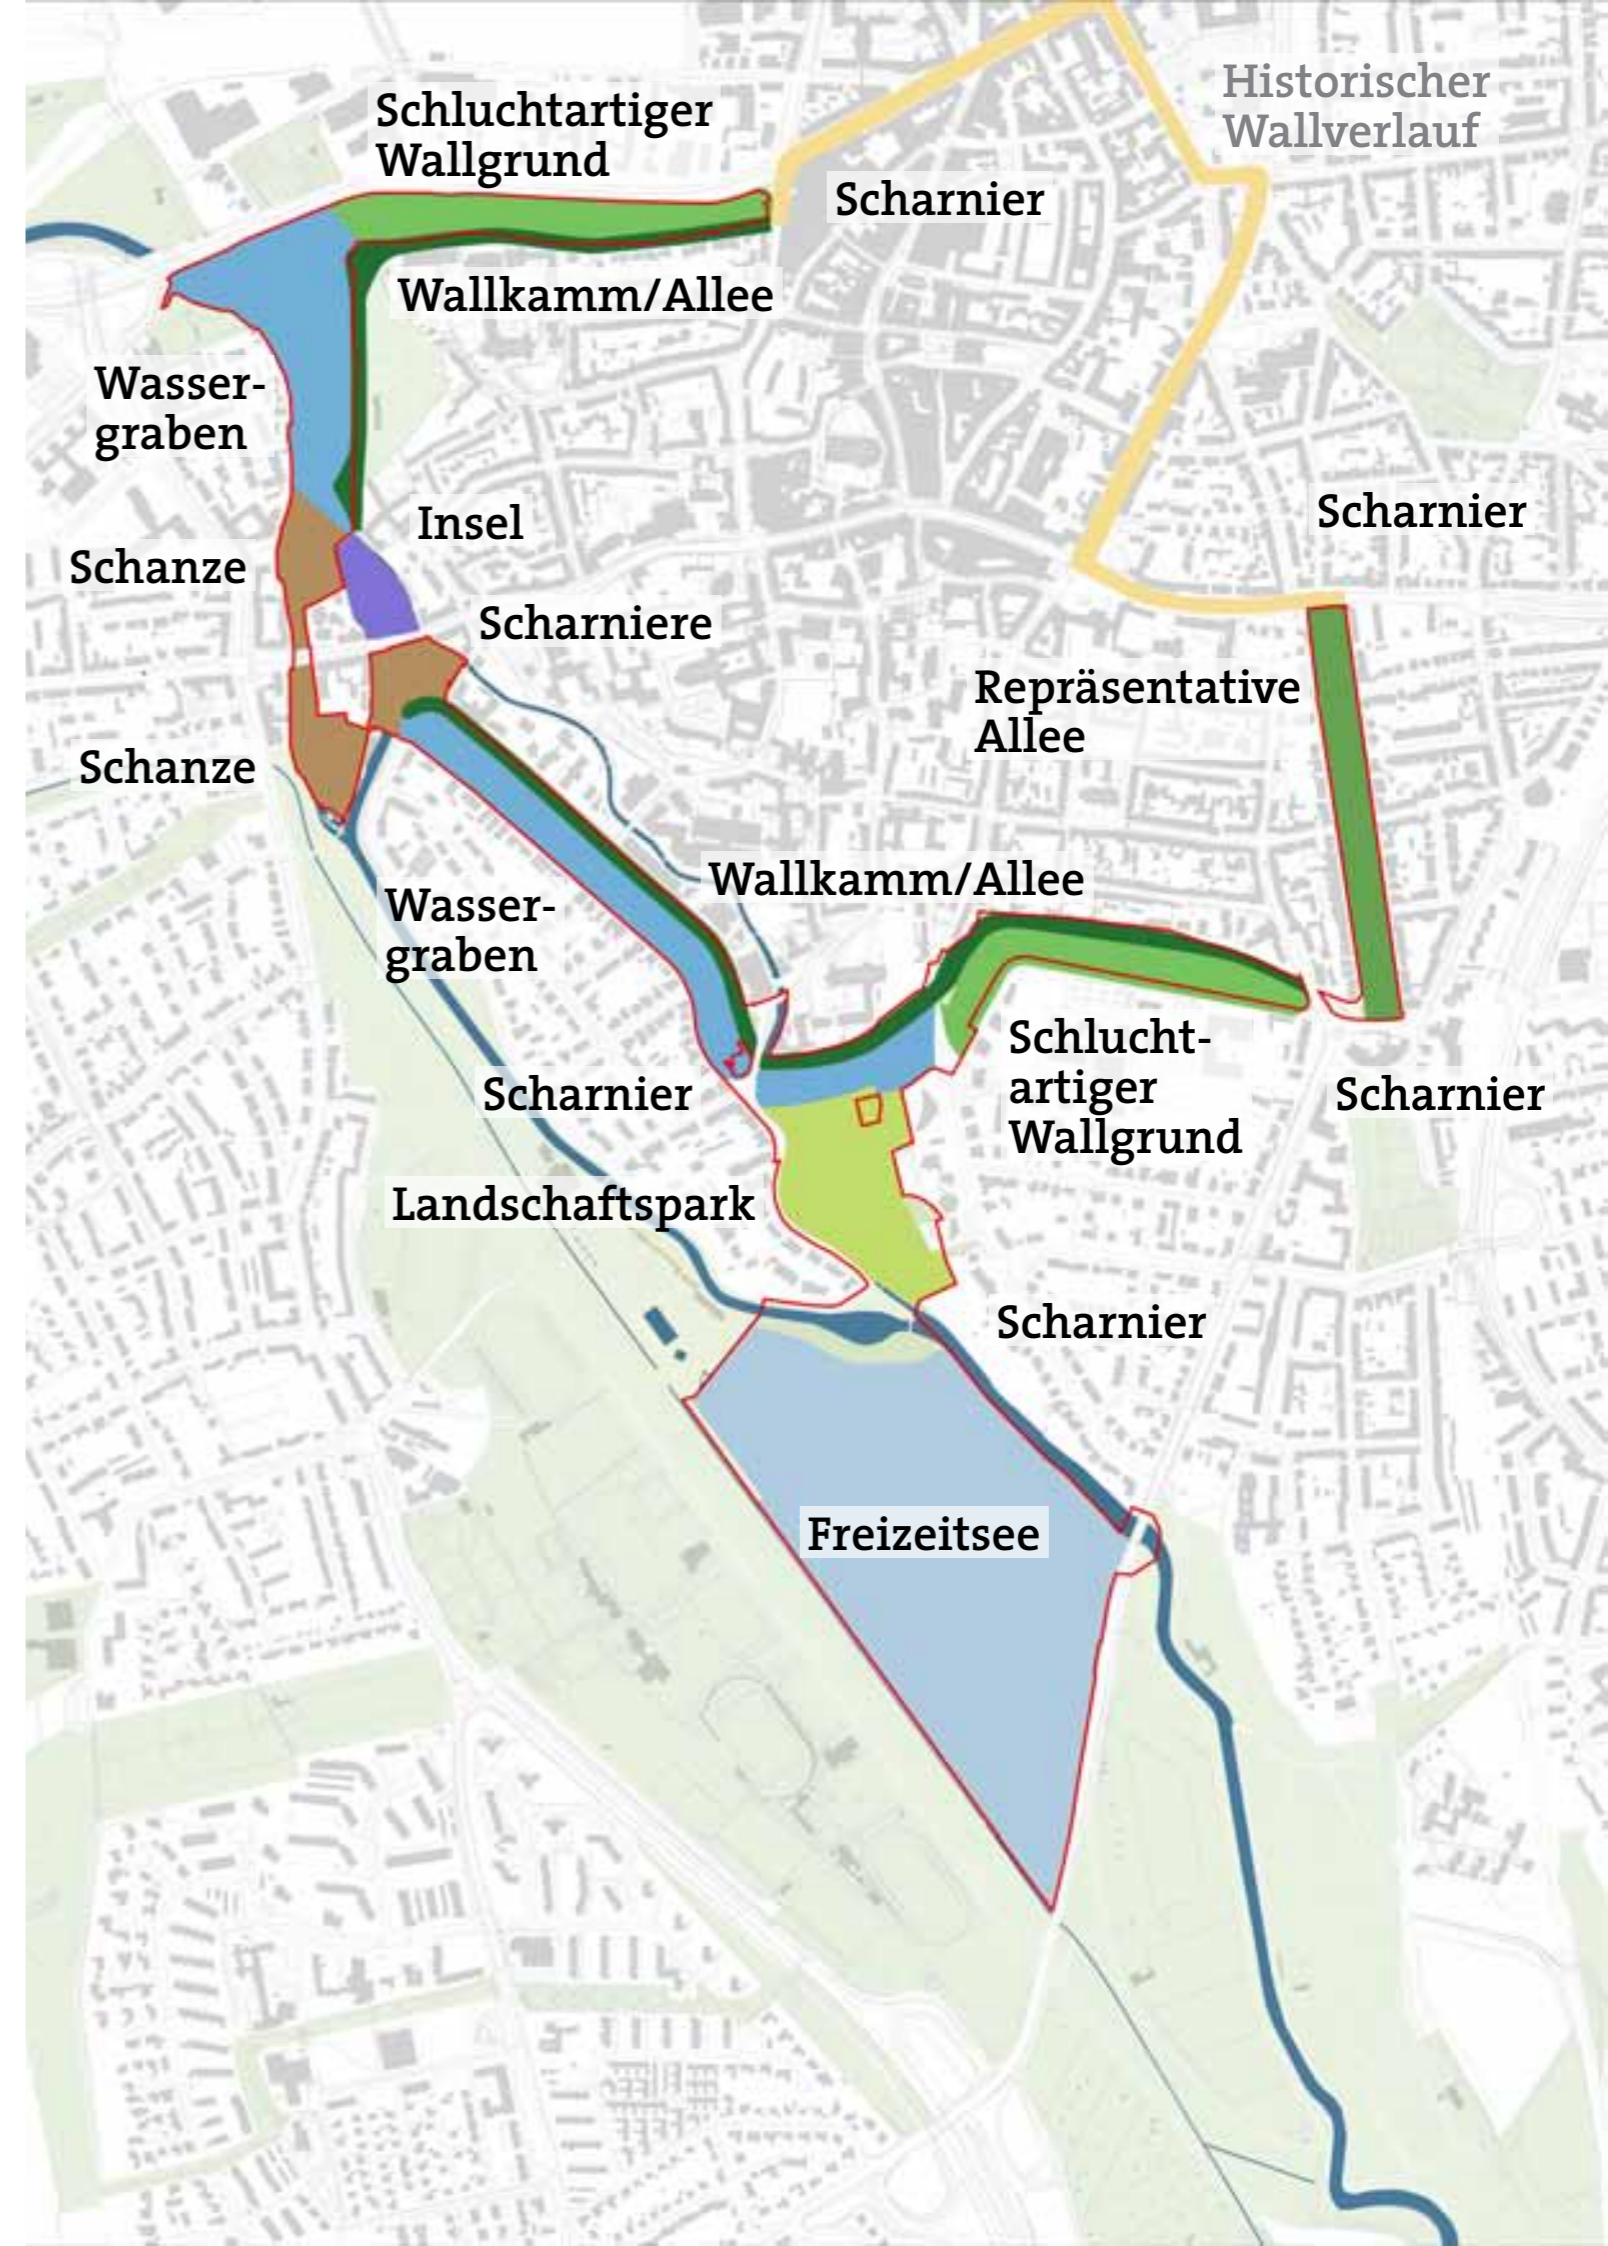 Historischer
Wallverlauf
Schluchtartiger
Wallgrund
Scharnier
Wallkamm/Allee
Wasser-
graben
Insel
Scharnier
Schanze
Scharniere
Repräsentative
Allee
Schanze
Wallkamm/Allee
Wasser-
graben
Schlucht-
artiger
Wallgrund
Scharnier
Scharnier
Landschaftspark
Scharnier
Freizeitsee